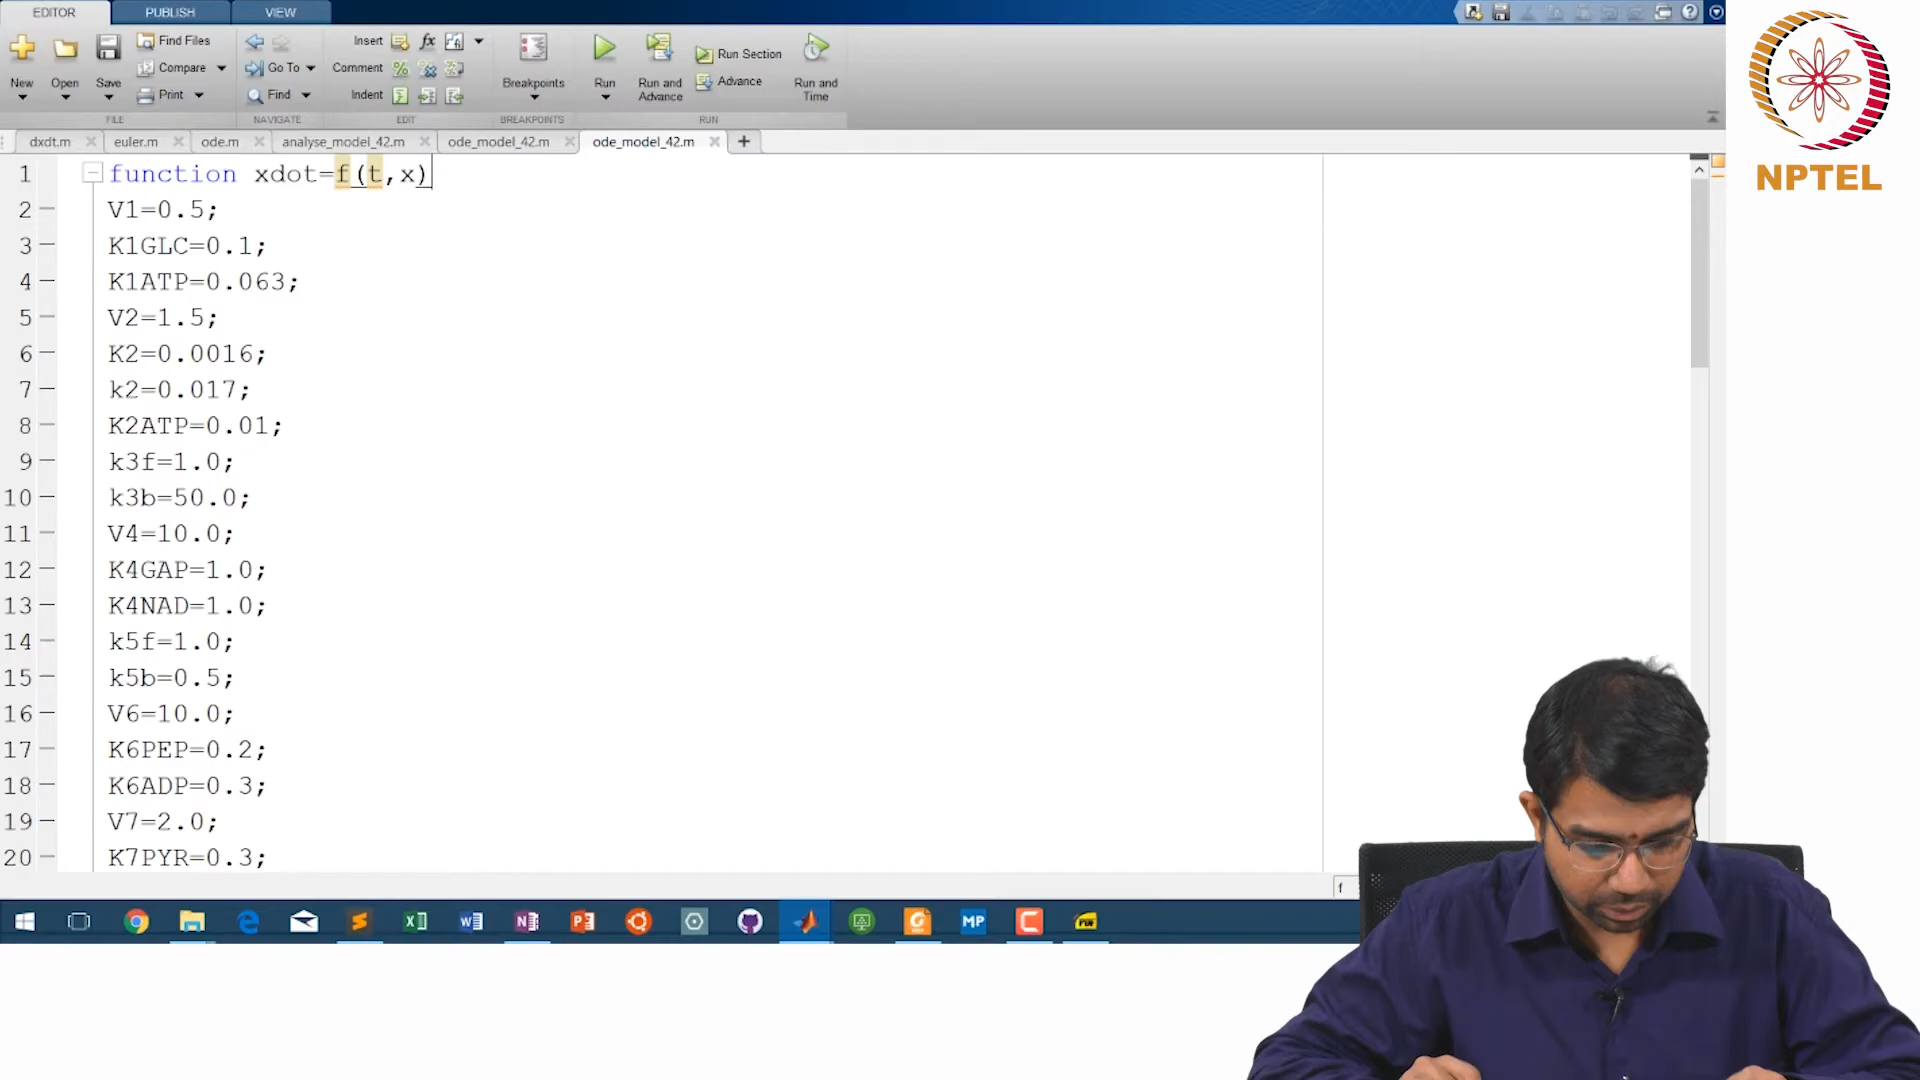 EDITOR PUBLISH VIEW
New Open Save Find Files Compare Print
Go To Find
Insert Comment Indent
fx
Breakpoints
Run Run and Advance Run Section Advance Run and Time
FILE NAVIGATE EDIT BREAKPOINTS RUN
dxdt.m euler.m ode.m analyse_model_42.m ode_model_42.m ode_model_42.m
1 function xdot=f(t,x)
2 V1=0.5;
3 K1GLC=0.1;
4 K1ATP=0.063;
5 V2=1.5;
6 K2=0.0016;
7 k2=0.017;
8 K2ATP=0.01;
9 k3f=1.0;
10 k3b=50.0;
11 V4=10.0;
12 K4GAP=1.0;
13 K4NAD=1.0;
14 k5f=1.0;
15 k5b=0.5;
16 V6=10.0;
17 K6PEP=0.2;
18 K6ADP=0.3;
19 V7=2.0;
20 K7PYR=0.3;
f
MP
PDF
NPTEL